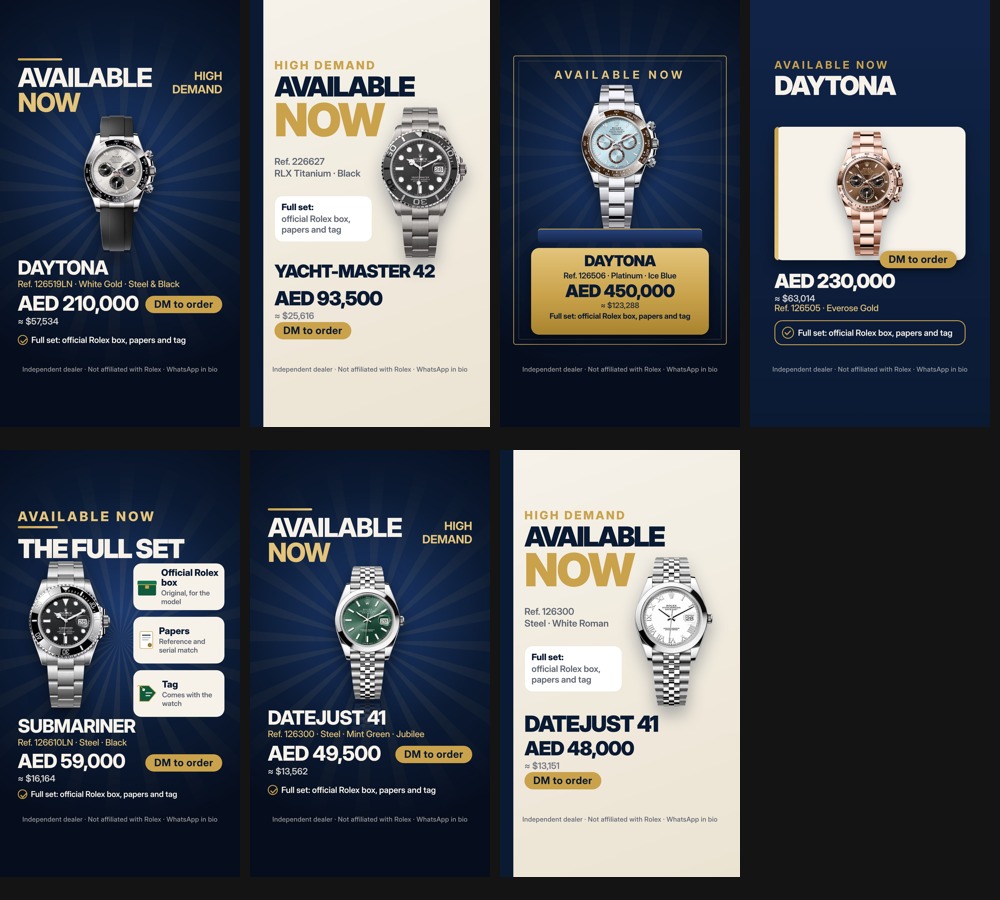 AVAILABLE
NOW
HIGH
DEMAND
DAYTONA
Ref. 126519LN · White Gold · Steel & Black
AED 210,000
DM to order
≈ $57,534
Full set: official Rolex box, papers and tag
Independent dealer · Not affiliated with Rolex · WhatsApp in bio
HIGH DEMAND
AVAILABLE
NOW
Ref. 226627
RLX Titanium · Black
Full set:
official Rolex box,
papers and tag
YACHT-MASTER 42
AED 93,500
≈ $25,616
DM to order
Independent dealer · Not affiliated with Rolex · WhatsApp in bio
AVAILABLE NOW
DAYTONA
Ref. 126506 · Platinum · Ice Blue
AED 450,000
≈ $123,288
Full set: official Rolex box, papers and tag
Independent dealer · Not affiliated with Rolex · WhatsApp in bio
AVAILABLE NOW
DAYTONA
DM to order
AED 230,000
≈ $63,014
Ref. 126505 · Everose Gold
Full set: official Rolex box, papers and tag
Independent dealer · Not affiliated with Rolex · WhatsApp in bio
AVAILABLE NOW
THE FULL SET
Official Rolex
box
Original, for the
model
Papers
Reference and
serial match
Tag
Comes with the
watch
SUBMARINER
Ref. 126610LN · Steel · Black
AED 59,000
DM to order
≈ $16,164
Full set: official Rolex box, papers and tag
Independent dealer · Not affiliated with Rolex · WhatsApp in bio
AVAILABLE
NOW
HIGH
DEMAND
DATEJUST 41
Ref. 126300 · Steel · Mint Green · Jubilee
AED 49,500
DM to order
≈ $13,562
Full set: official Rolex box, papers and tag
Independent dealer · Not affiliated with Rolex · WhatsApp in bio
HIGH DEMAND
AVAILABLE
NOW
Ref. 126300
Steel · White Roman
Full set:
official Rolex box,
papers and tag
DATEJUST 41
AED 48,000
≈ $13,151
DM to order
Independent dealer · Not affiliated with Rolex · WhatsApp in bio